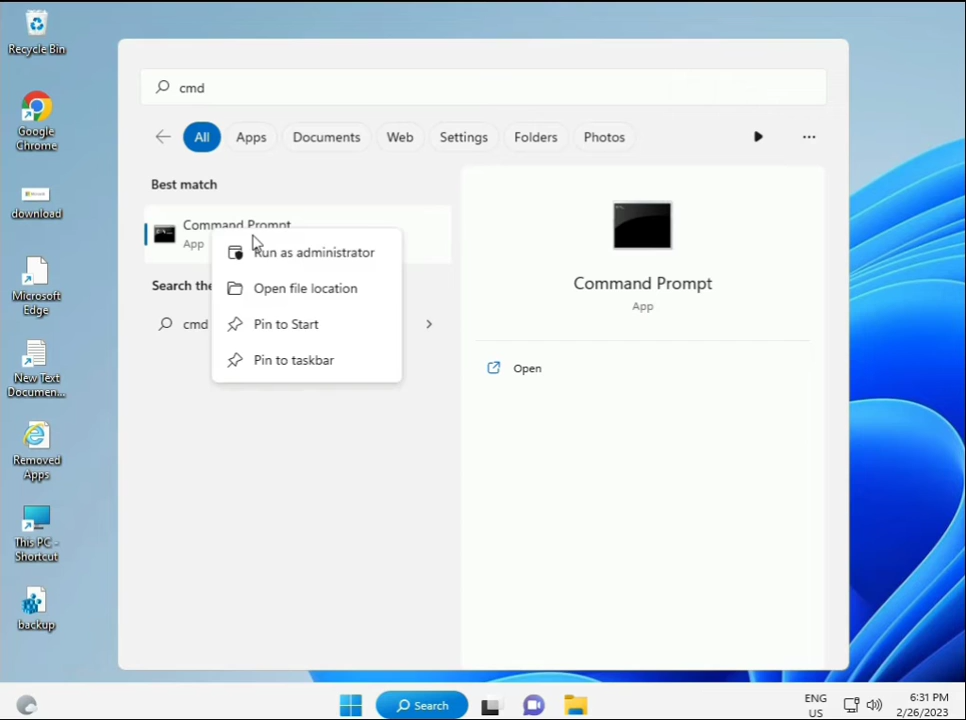 Recycle Bin
Google
Chrome
download
Microsoft
Edge
New Text
Documen...
Removed
Apps
This PC -
Shortcut
backup
cmd
All
Apps
Documents
Web
Settings
Folders
Photos
Best match
Command Prompt
App
Run as administrator
Open file location
Pin to Start
Pin to taskbar
Search the
cmd
Command Prompt
App
Open
Search
ENG
US
6:31 PM
2/26/2023